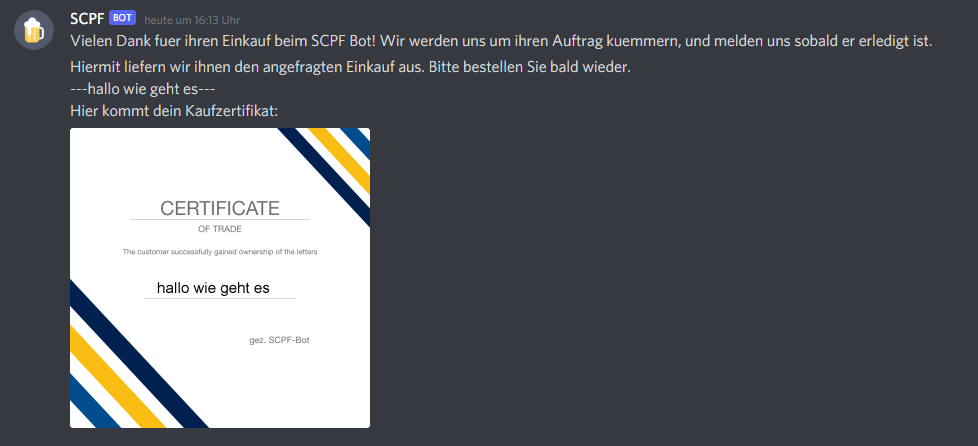 SCPF BOT heute um 16:13 Uhr
Vielen Dank fuer ihren Einkauf beim SCPF Bot! Wir werden uns um ihren Auftrag kuemmern, und melden uns sobald er erledigt ist.
Hiermit liefern wir ihnen den angefragten Einkauf aus. Bitte bestellen Sie bald wieder.
---hallo wie geht es---
Hier kommt dein Kaufzertifikat:
CERTIFICATE
OF TRADE
The customer successfully gained ownership of the letters
hallo wie geht es
gez. SCPF-Bot